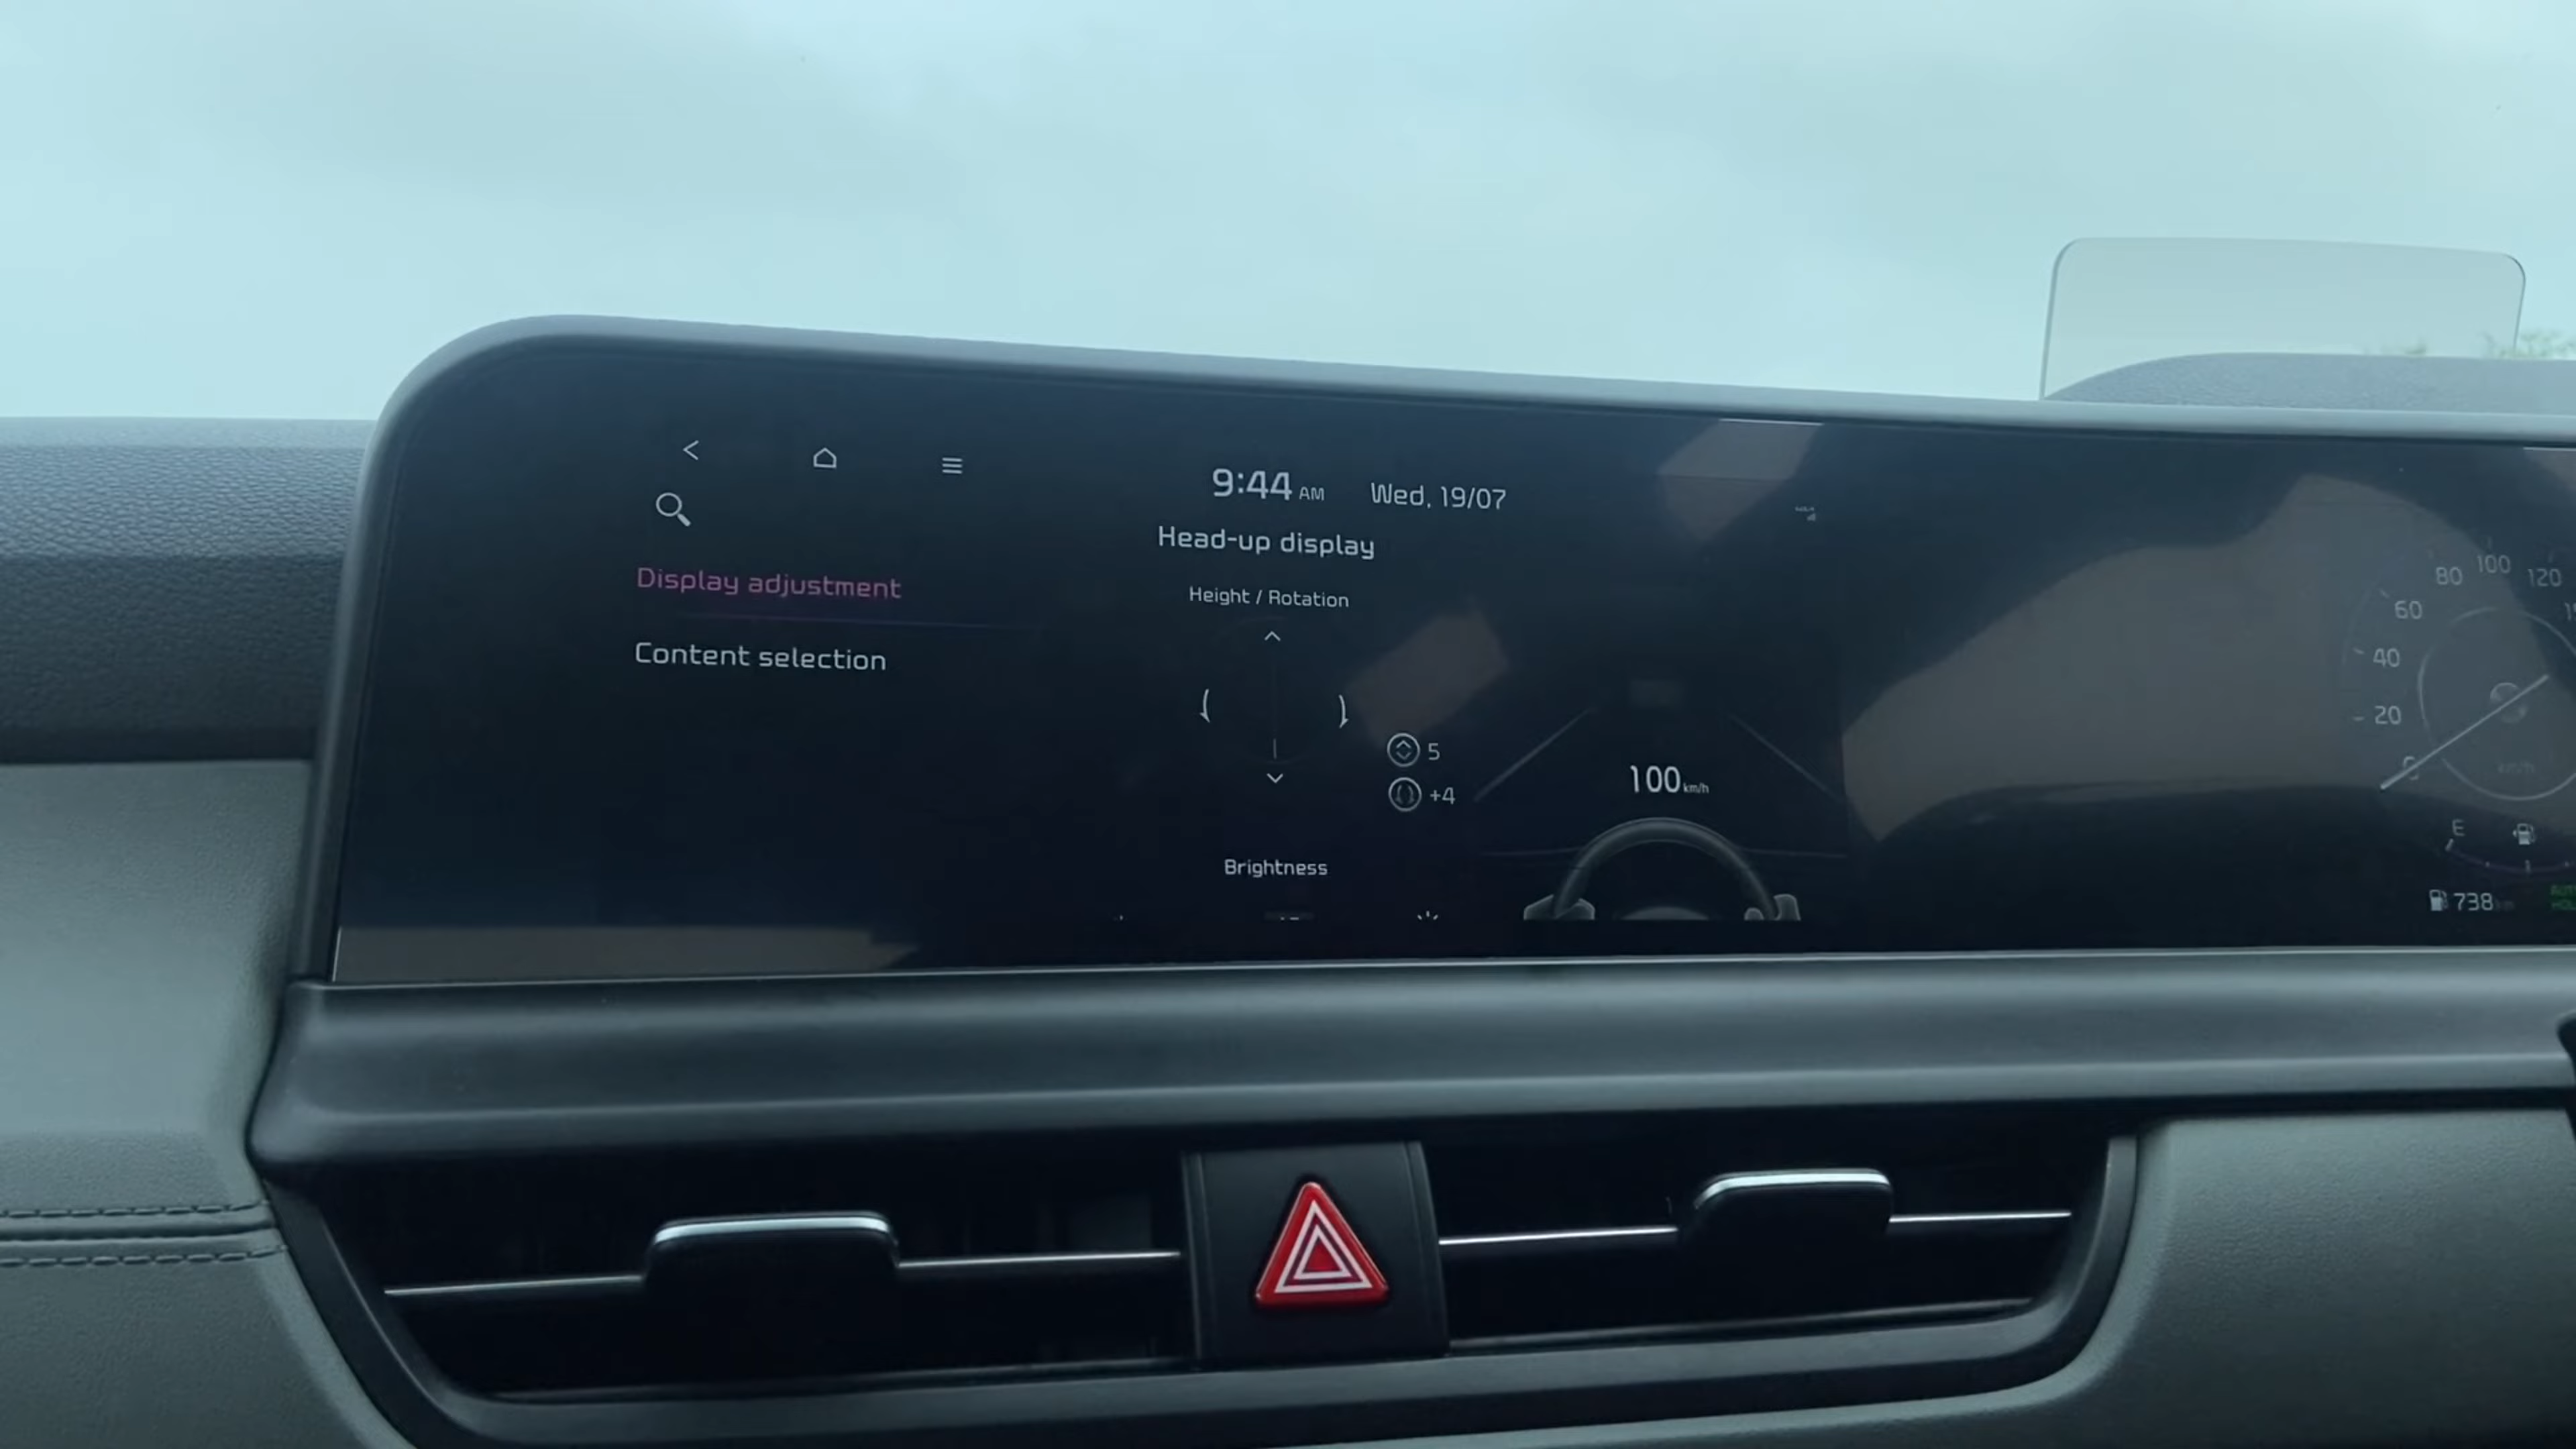 9:44 AM Wed, 19/07
Head-up display
Display adjustment
Content selection
Height / Rotation
5
+4
100 km/h
Brightness
20
40
60
80
100
120
E
738